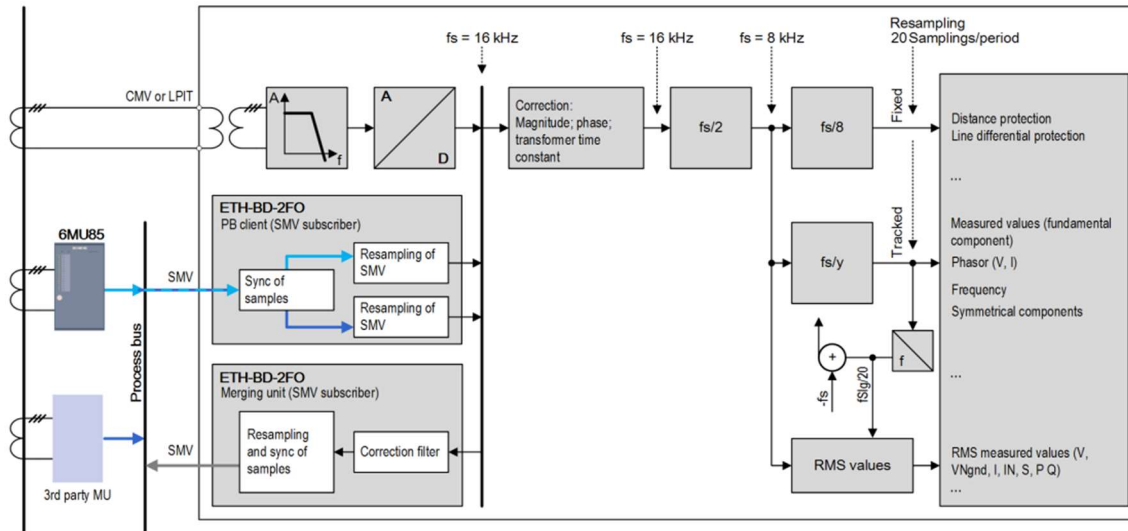 Resampling
20 Samplings/period
fs = 16 kHz
fs = 16 kHz
fs = 8 kHz
CMV or LPIT
A
f
A
D
Correction:
Magnitude; phase;
transformer time
constant
fs/2
fs/8
Fixed
Distance protection
Line differential protection
...
ETH-BD-2FO
PB client (SMV subscriber)
6MU85
SMV
Sync of
samples
Resampling of
SMV
Resampling of
SMV
fs/y
Tracked
Measured values (fundamental
component)
Phasor (V, I)
Frequency
Symmetrical components
...
f
+
-fs
fSIg/20
Process bus
ETH-BD-2FO
Merging unit (SMV subscriber)
SMV
Resampling
and sync of
samples
Correction filter
3rd party MU
RMS values
RMS measured values (V,
VNgnd, I, IN, S, P Q)
...